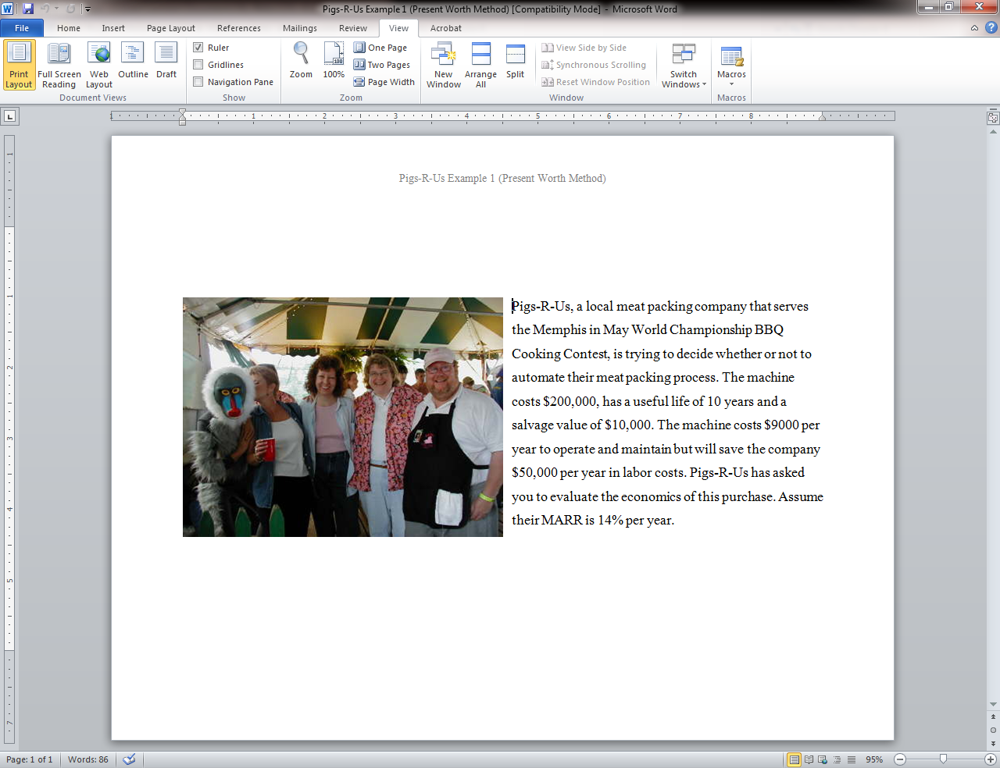 Pigs-R-Us Example 1 (Present Worth Method) [Compatibility Mode] - Microsoft Word
File Home Insert Page Layout References Mailings Review View Acrobat
Print Layout
Full Screen Reading
Web Layout
Outline
Draft
Document Views
Ruler
Gridlines
Navigation Pane
Show
Zoom
100%
One Page
Two Pages
Page Width
Zoom
New Window
Arrange All
Split
View Side by Side
Synchronous Scrolling
Reset Window Position
Window
Switch Windows
Macros
Macros
1 1 2 3 4 5 6 7 8
Pigs-R-Us Example 1 (Present Worth Method)
Pigs-R-Us, a local meat packing company that serves
the Memphis in May World Championship BBQ
Cooking Contest, is trying to decide whether or not to
automate their meat packing process. The machine
costs $200,000, has a useful life of 10 years and a
salvage value of $10,000. The machine costs $9000 per
year to operate and maintain but will save the company
$50,000 per year in labor costs. Pigs-R-Us has asked
you to evaluate the economics of this purchase. Assume
their MARR is 14% per year.
1
1
2
3
4
5
7
Page: 1 of 1 Words: 86 95%